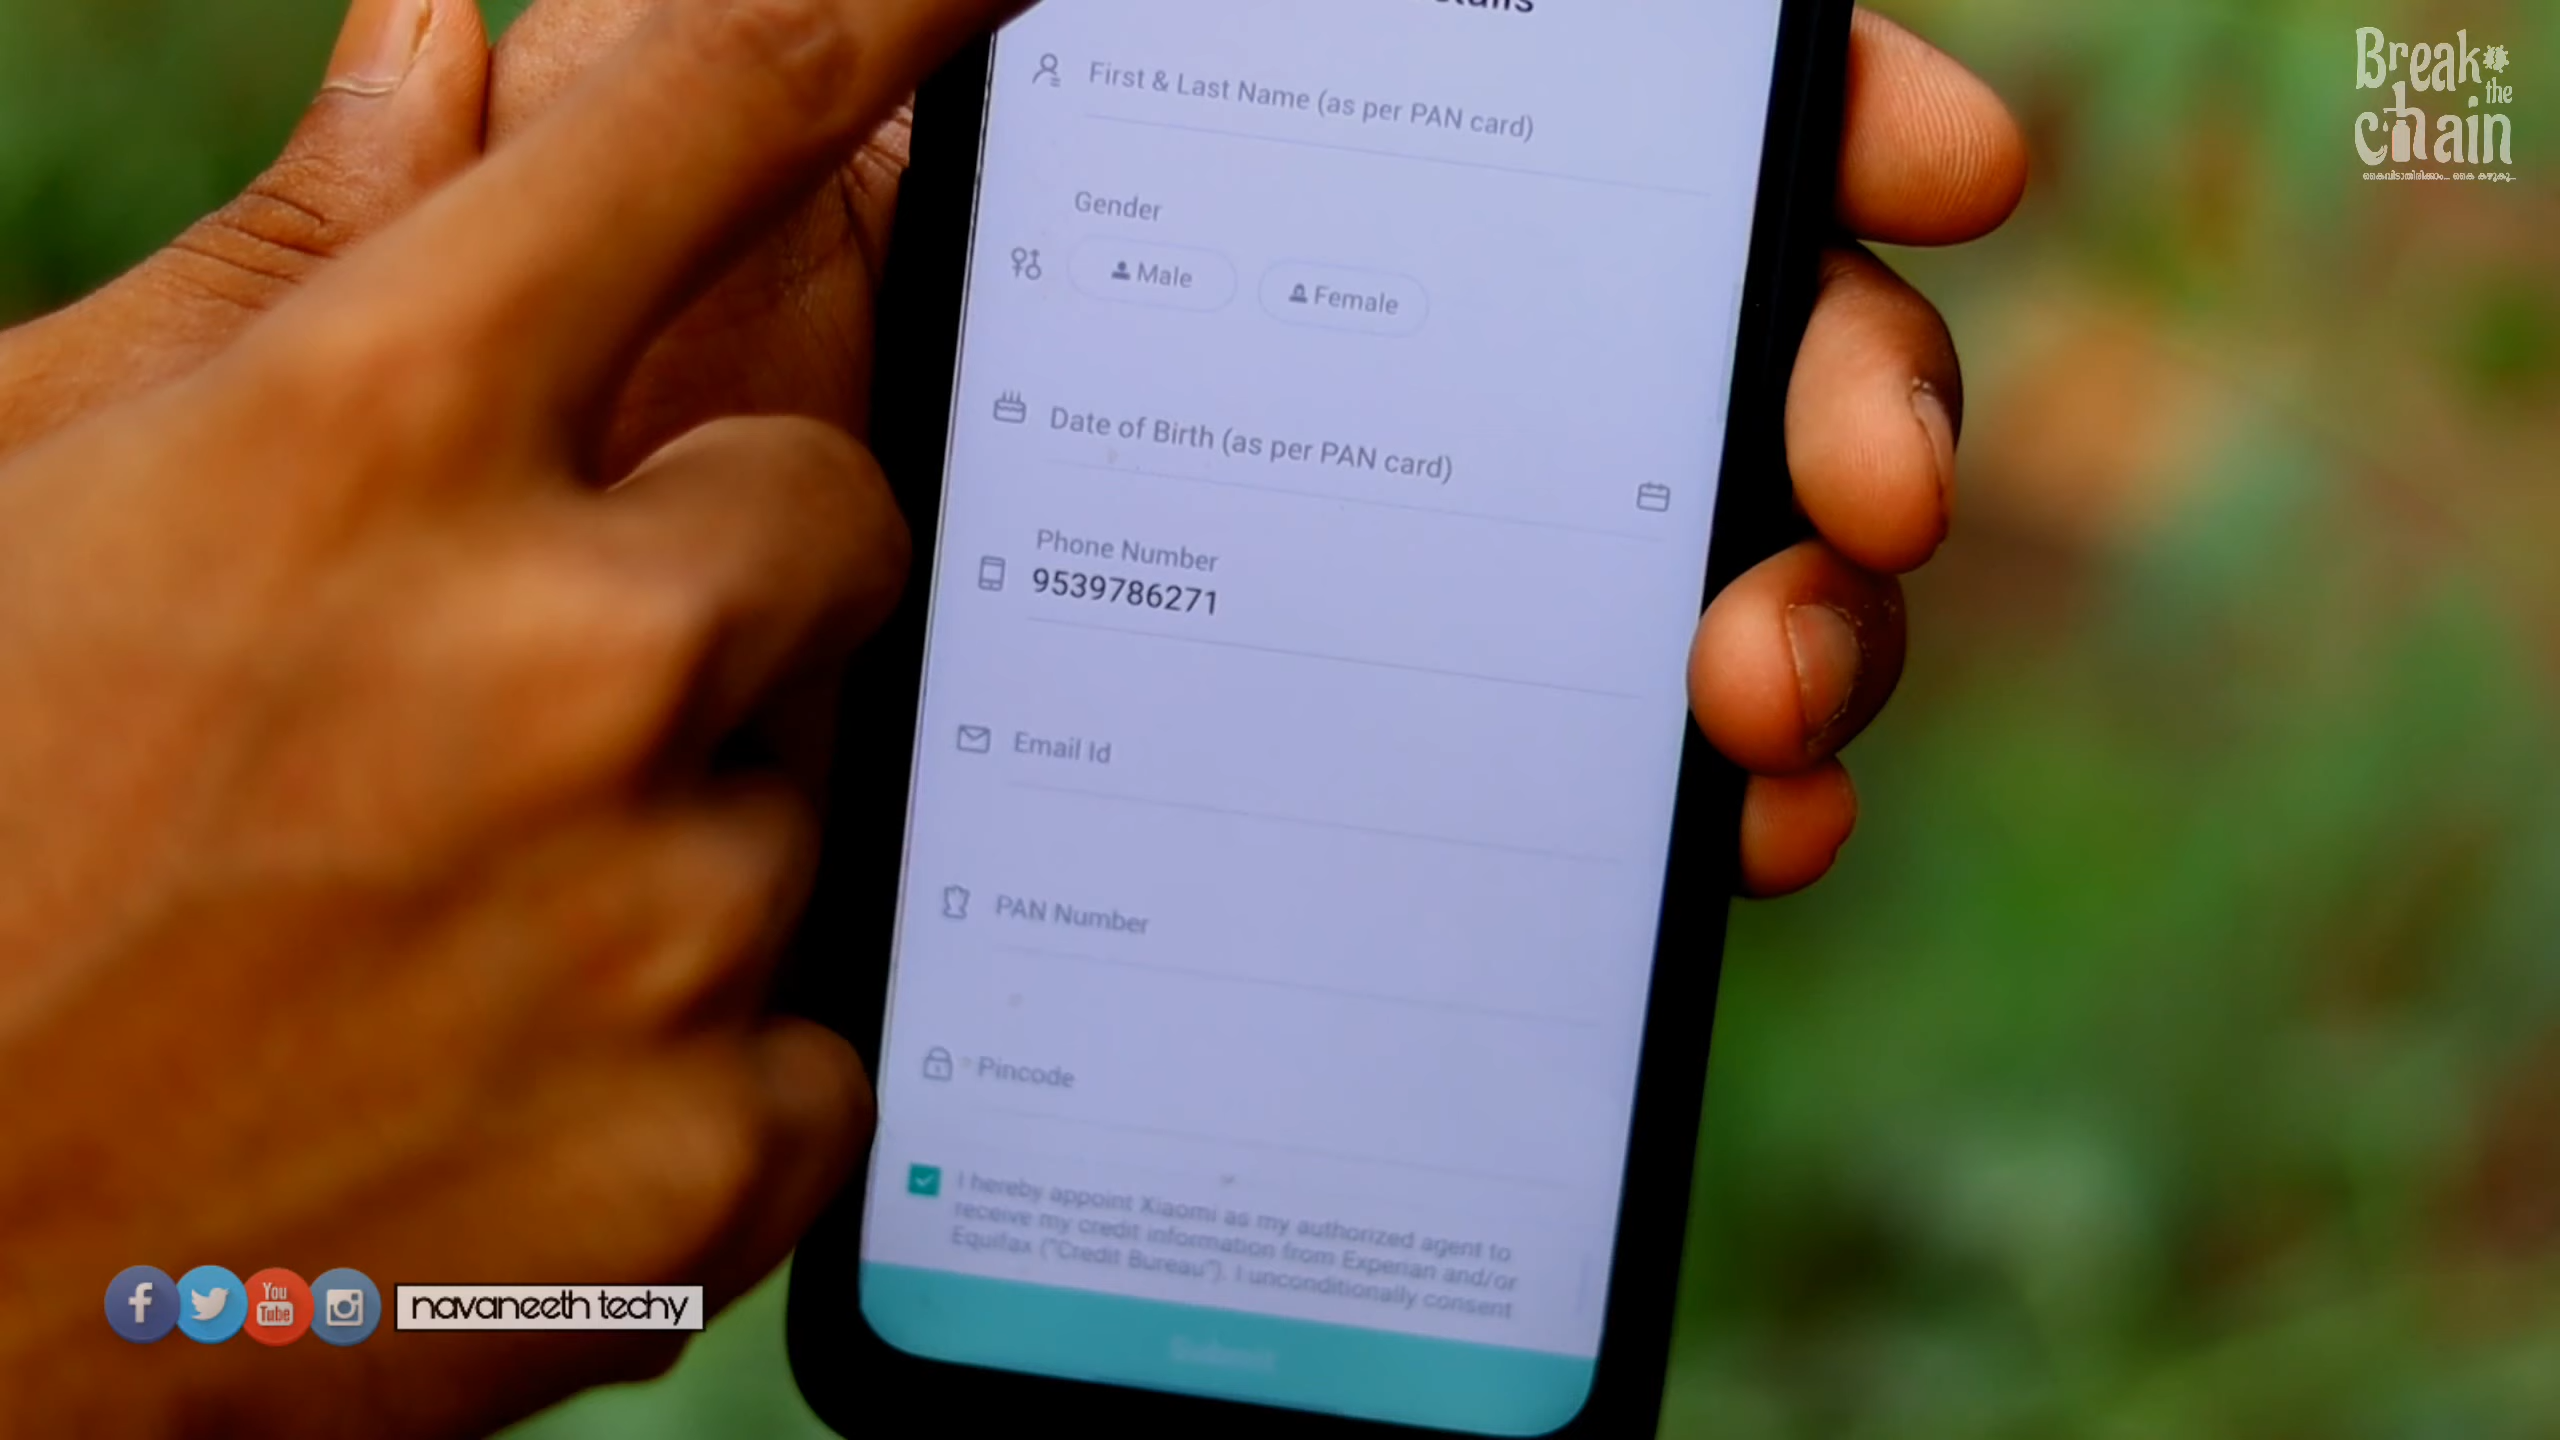 Break
the
chain
കൈവിടാതിരിക്കാം... കൈ കഴുകൂ...
First & Last Name (as per PAN card)
Gender
Male
Female
Date of Birth (as per PAN card)
Phone Number
9539786271
Email Id
PAN Number
Pincode
I hereby appoint Xiaomi as my authorized agent to
receive my credit information from Experian and/or
Equifax ("Credit Bureau"). I unconditionally consent
Submit
f
You
Tube
navaneeth techy